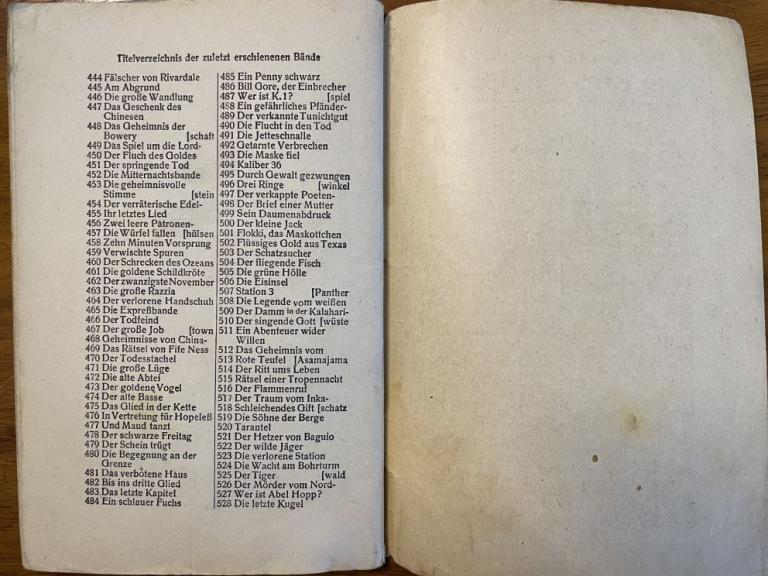 Titelverzeichnis der zuletzt erschienenen Bände
444 Fälscher von Rivardale
445 Am Abgrund
446 Die große Wandlung
447 Das Geschenk des
Chinesen
448 Das Geheimnis der
Bowery [schaft
449 Das Spiel um die Lord-
450 Der Fluch des Goldes
451 Der springende Tod
452 Die Mitternachtsbande
453 Die geheimnisvolle
Stimme [stein
454 Der verräterische Edel-
455 Ihr letztes Lied
456 Zwei leere Patronen-
457 Die Würfel fallen [hülsen
458 Zehn Minuten Vorsprung
459 Verwischte Spuren
460 Der Schrecken des Ozeans
461 Die goldene Schildkröte
462 Der zwanzigste November
463 Die große Razzia
464 Der verlorene Handschuh
465 Die Expreßbande
466 Der Todfeind
467 Der große Job [town
468 Geheimnisse von China-
469 Das Rätsel von Fife Ness
470 Der Todesstachel
471 Die große Lüge
472 Die alte Abtei
473 Der goldene Vogel
474 Der alte Basse
475 Das Glied in der Kette
476 In Vertretung für Hopeleß
477 Und Maud tanzt
478 Der schwarze Freitag
479 Der Schein trügt
480 Die Begegnung an der
Grenze
481 Das verbotene Haus
482 Bis ins dritte Glied
483 Das letzte Kapitel
484 Ein schlauer Fuchs
485 Ein Penny schwarz
486 Bill Gore, der Einbrecher
487 Wer ist K.1? [spiel
488 Ein gefährliches Pfänder-
489 Der verkannte Tunichtgut
490 Die Flucht in den Tod
491 Die Jetteschnalle
492 Getarnte Verbrechen
493 Die Maske fiel
494 Kaliber 36
495 Durch Gewalt gezwungen
496 Drei Ringe [winkel
497 Der verkappte Poeten-
498 Der Brief einer Mutter
499 Sein Daumenabdruck
500 Der kleine Jack
501 Flokki, das Maskottchen
502 Flüssiges Gold aus Texas
503 Der Schatzsucher
504 Der fliegende Fisch
505 Die grüne Hölle
506 Die Eisinsel
507 Station 3 [Panther
508 Die Legende vom weißen
509 Der Damm in der Kalahari-
510 Der singende Gott [wüste
511 Ein Abenteuer wider
Willen
512 Das Geheimnis vom
513 Rote Teufel [Asamajama
514 Der Ritt ums Leben
515 Rätsel einer Tropennacht
516 Der Flammenruf
517 Der Traum vom Inka-
518 Schleichendes Gift [schatz
519 Die Söhne der Berge
520 Tarantel
521 Der Hetzer von Baguio
522 Der wilde Jäger
523 Die verlorene Station
524 Die Wacht am Bohrturm
525 Der Tiger [wald
526 Der Mörder vom Nord-
527 Wer ist Abel Hopp?
528 Die letzte Kugel